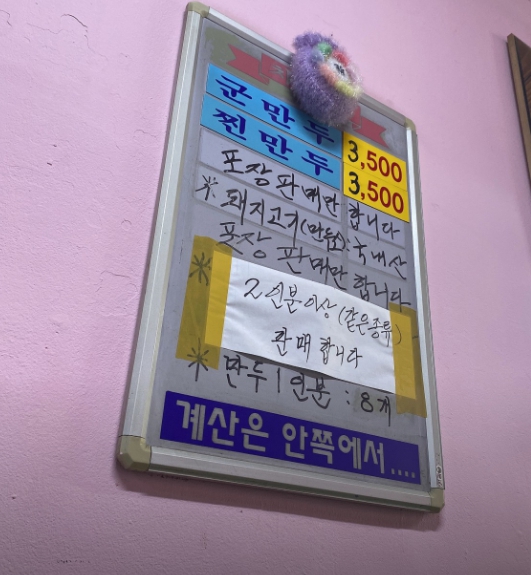 군만두 3,500
찐만두 3,500
포장판매만 합니다
※ 돼지고기(만두): 국내산
포장 판매만 합니다
※ 2인분이상 (같은종류)
판매합니다
※ 만두 1인분 : 8개
계산은 안쪽에서....